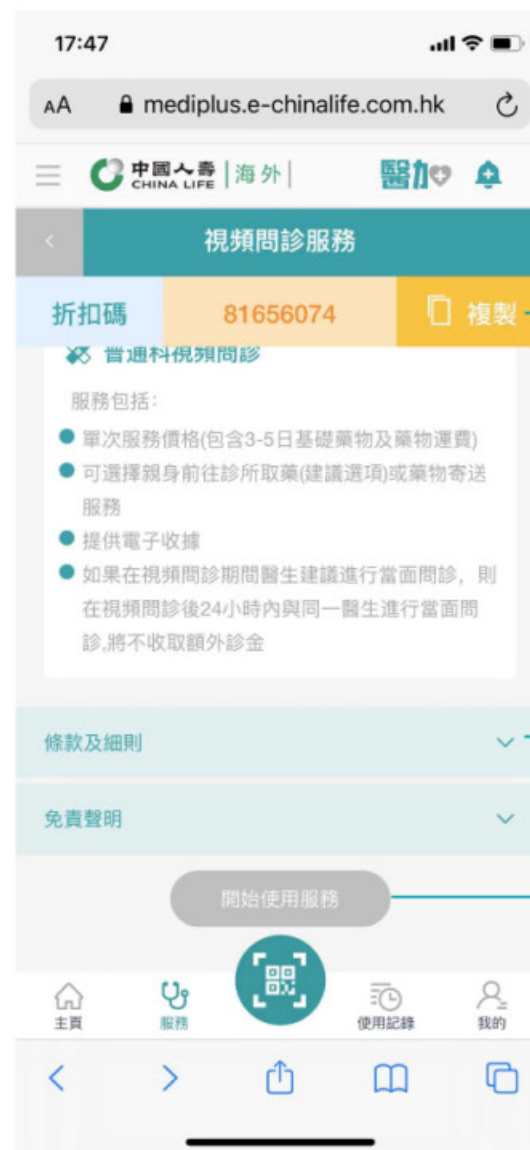 17:47
AA mediplus.e-chinalife.com.hk
中國人壽 CHINA LIFE 海外 醫加
視頻問診服務
折扣碼 81656074 複製
普通科視頻問診
服務包括：
單次服務價格(包含3-5日基礎藥物及藥物運費)
可選擇親身前往診所取藥(建議選項)或藥物寄送
服務
提供電子收據
如果在視頻問診期間醫生建議進行當面問診，則
在視頻問診後24小時內與同一醫生進行當面問
診,將不收取額外診金
條款及細則
免責聲明
開始使用服務
主頁 服務 使用記錄 我的